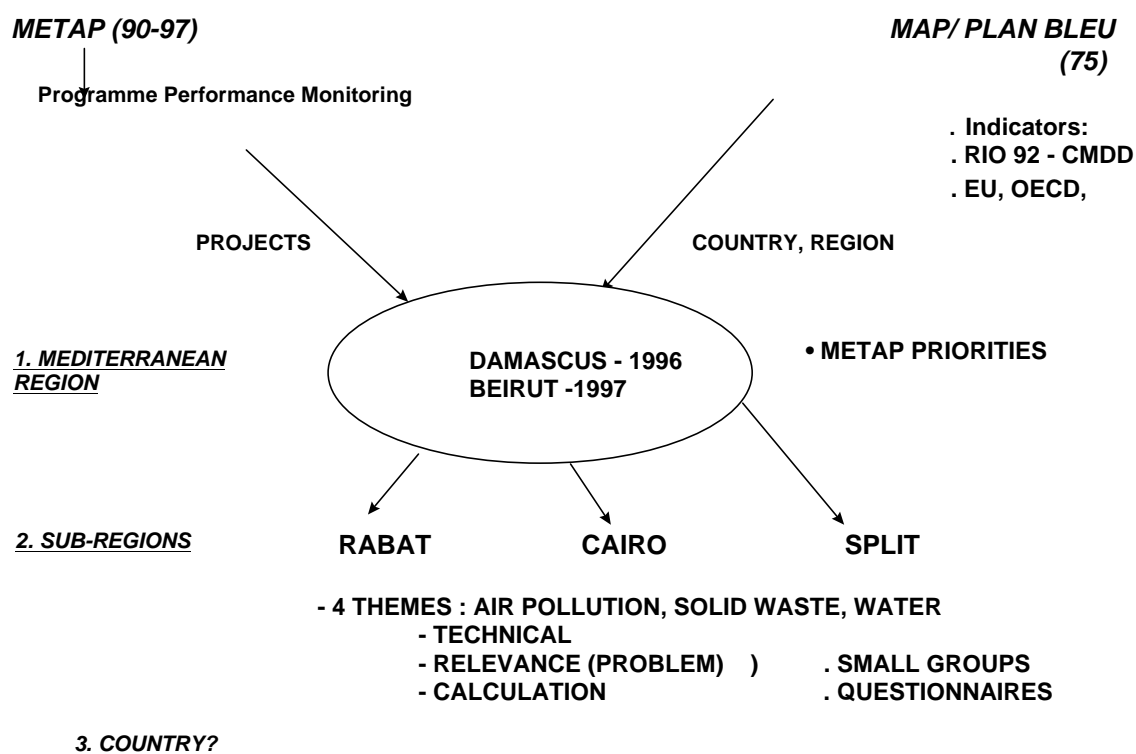 METAP (90-97)
MAP/ PLAN BLEU
(75)
Programme Performance Monitoring
. Indicators:
. RIO 92 - CMDD
. EU, OECD,
PROJECTS
COUNTRY, REGION
1. MEDITERRANEAN
REGION
DAMASCUS - 1996
BEIRUT -1997
• METAP PRIORITIES
2. SUB-REGIONS
RABAT
CAIRO
SPLIT
- 4 THEMES : AIR POLLUTION, SOLID WASTE, WATER
- TECHNICAL
- RELEVANCE (PROBLEM) ) . SMALL GROUPS
- CALCULATION . QUESTIONNAIRES
3. COUNTRY?